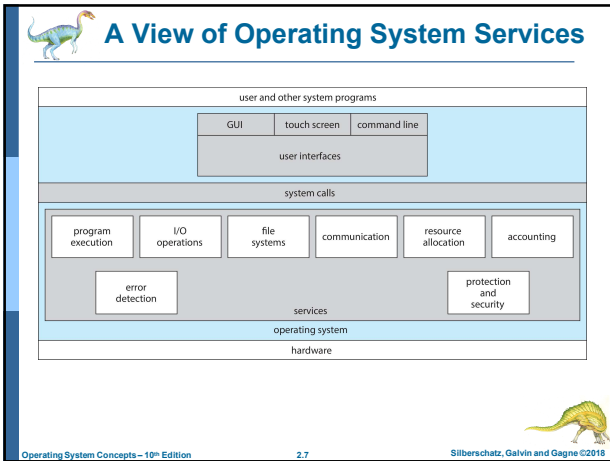 A View of Operating System Services
user and other system programs
GUI touch screen command line
user interfaces
system calls
program execution
I/O operations
file systems
communication
resource allocation
accounting
error detection
protection and security
services
operating system
hardware
Operating System Concepts – 10th Edition 2.7 Silberschatz, Galvin and Gagne ©2018